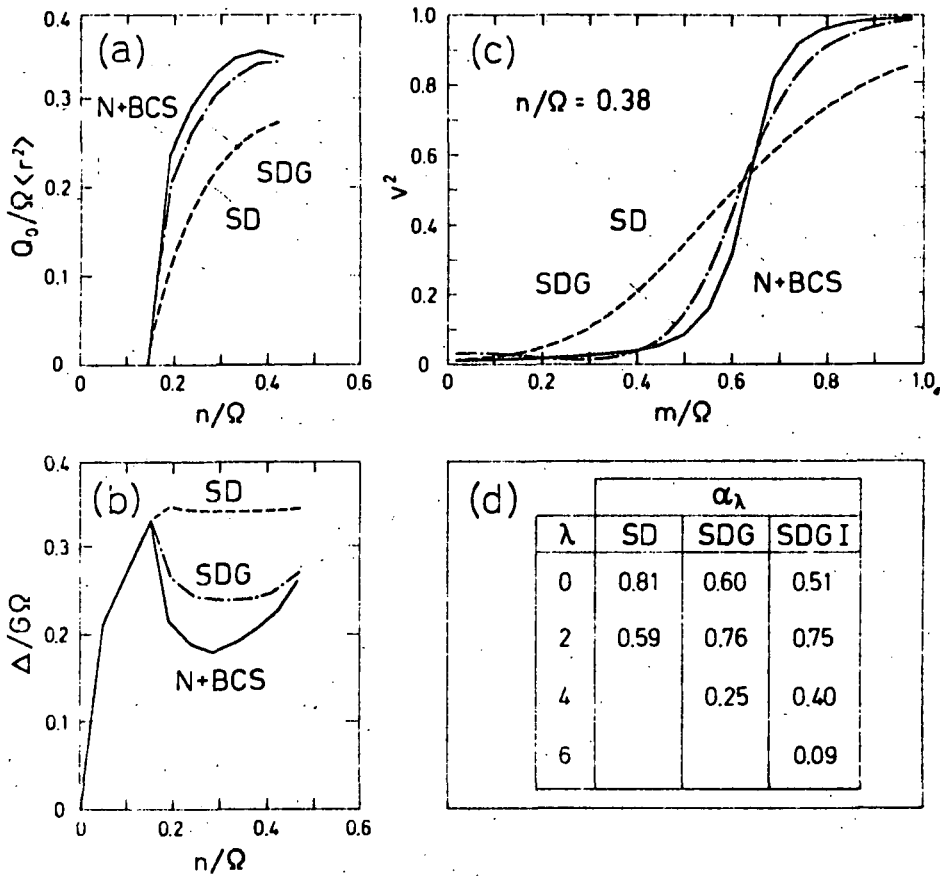 (a)
0.4
0.3
0.2
0.1
0
Q₀/Ω⟨r²⟩
N+BCS
SDG
SD
0 0.2 0.4 0.6
n/Ω
(c)
1.0
0.8
0.6
0.4
0.2
0
v²
n/Ω = 0.38
SD
SDG
N+BCS
0.2 0.4 0.6 0.8 1.0
m/Ω
(b)
0.4
0.3
0.2
0.1
0
Δ/GΩ
SD
SDG
N+BCS
0 0.2 0.4 0.6
n/Ω
(d)
α_λ
λ SD SDG SDG I
0 0.81 0.60 0.51
2 0.59 0.76 0.75
4 0.25 0.40
6 0.09